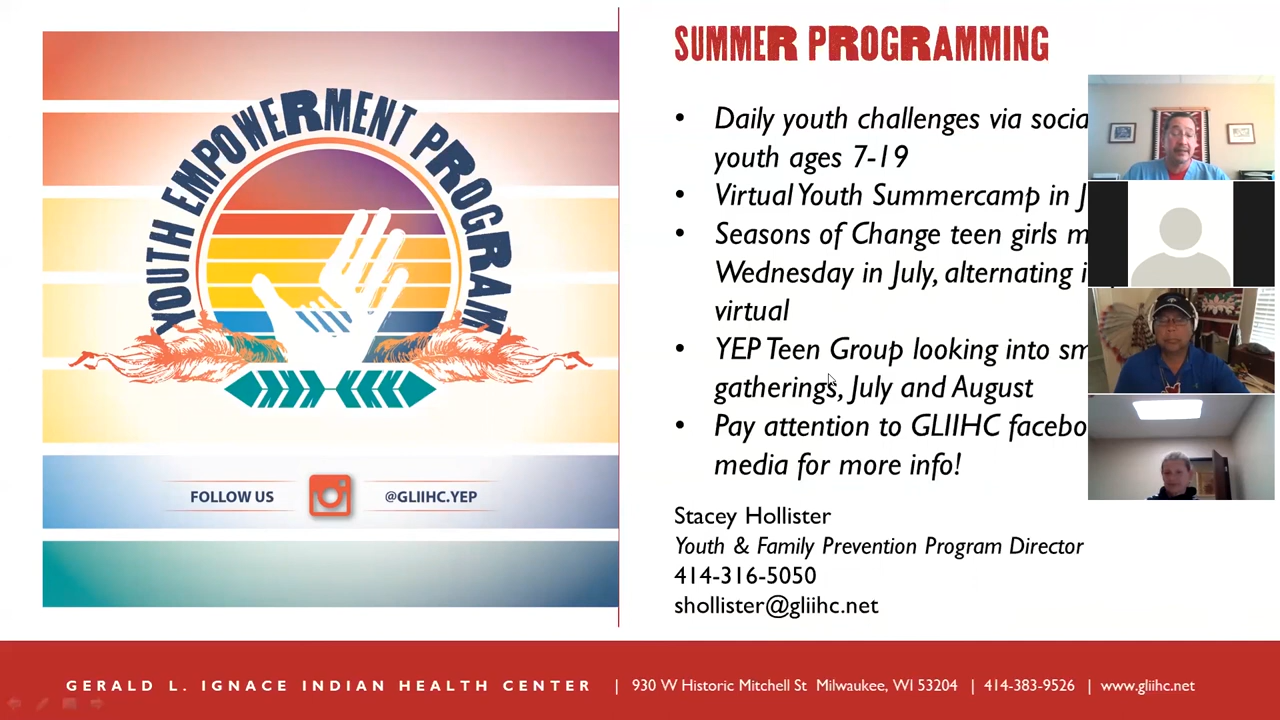 YOUTH EMPOWERMENT PROGRAM
FOLLOW US
@GLIIHC.YEP
SUMMER PROGRAMMING
• Daily youth challenges via socia
youth ages 7-19
• Virtual Youth Summercamp in J
• Seasons of Change teen girls m
Wednesday in July, alternating i
virtual
• YEP Teen Group looking into sm
gatherings, July and August
• Pay attention to GLIIHC facebo
media for more info!
Stacey Hollister
Youth & Family Prevention Program Director
414-316-5050
shollister@gliihc.net
GERALD L. IGNACE INDIAN HEALTH CENTER | 930 W Historic Mitchell St Milwaukee, WI 53204 | 414-383-9526 | www.gliihc.net